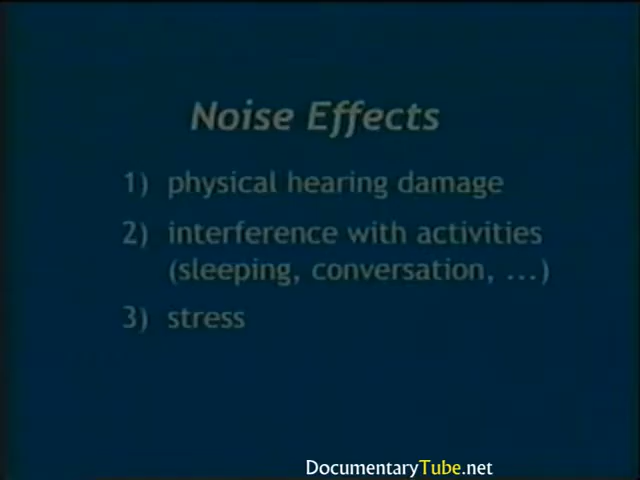 Noise Effects
1) physical hearing damage
2) interference with activities
(sleeping, conversation, ...)
3) stress
DocumentaryTube.net